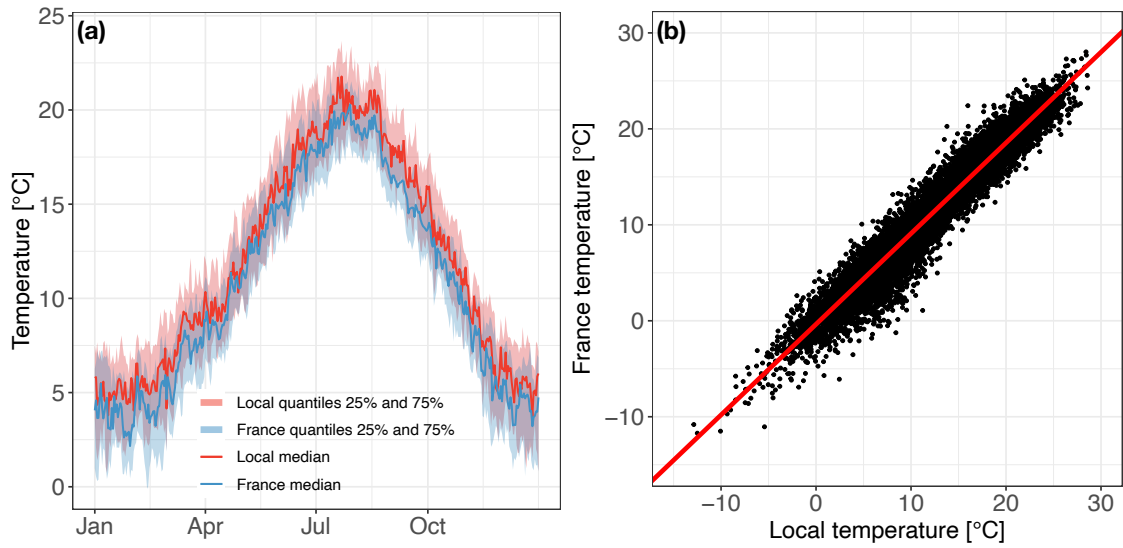 (a)
25
20
15
10
5
0
Temperature [°C]
Local quantiles 25% and 75%
France quantiles 25% and 75%
Local median
France median
Jan Apr Jul Oct
(b)
30
20
10
0
−10
France temperature [°C]
−10 0 10 20 30
Local temperature [°C]